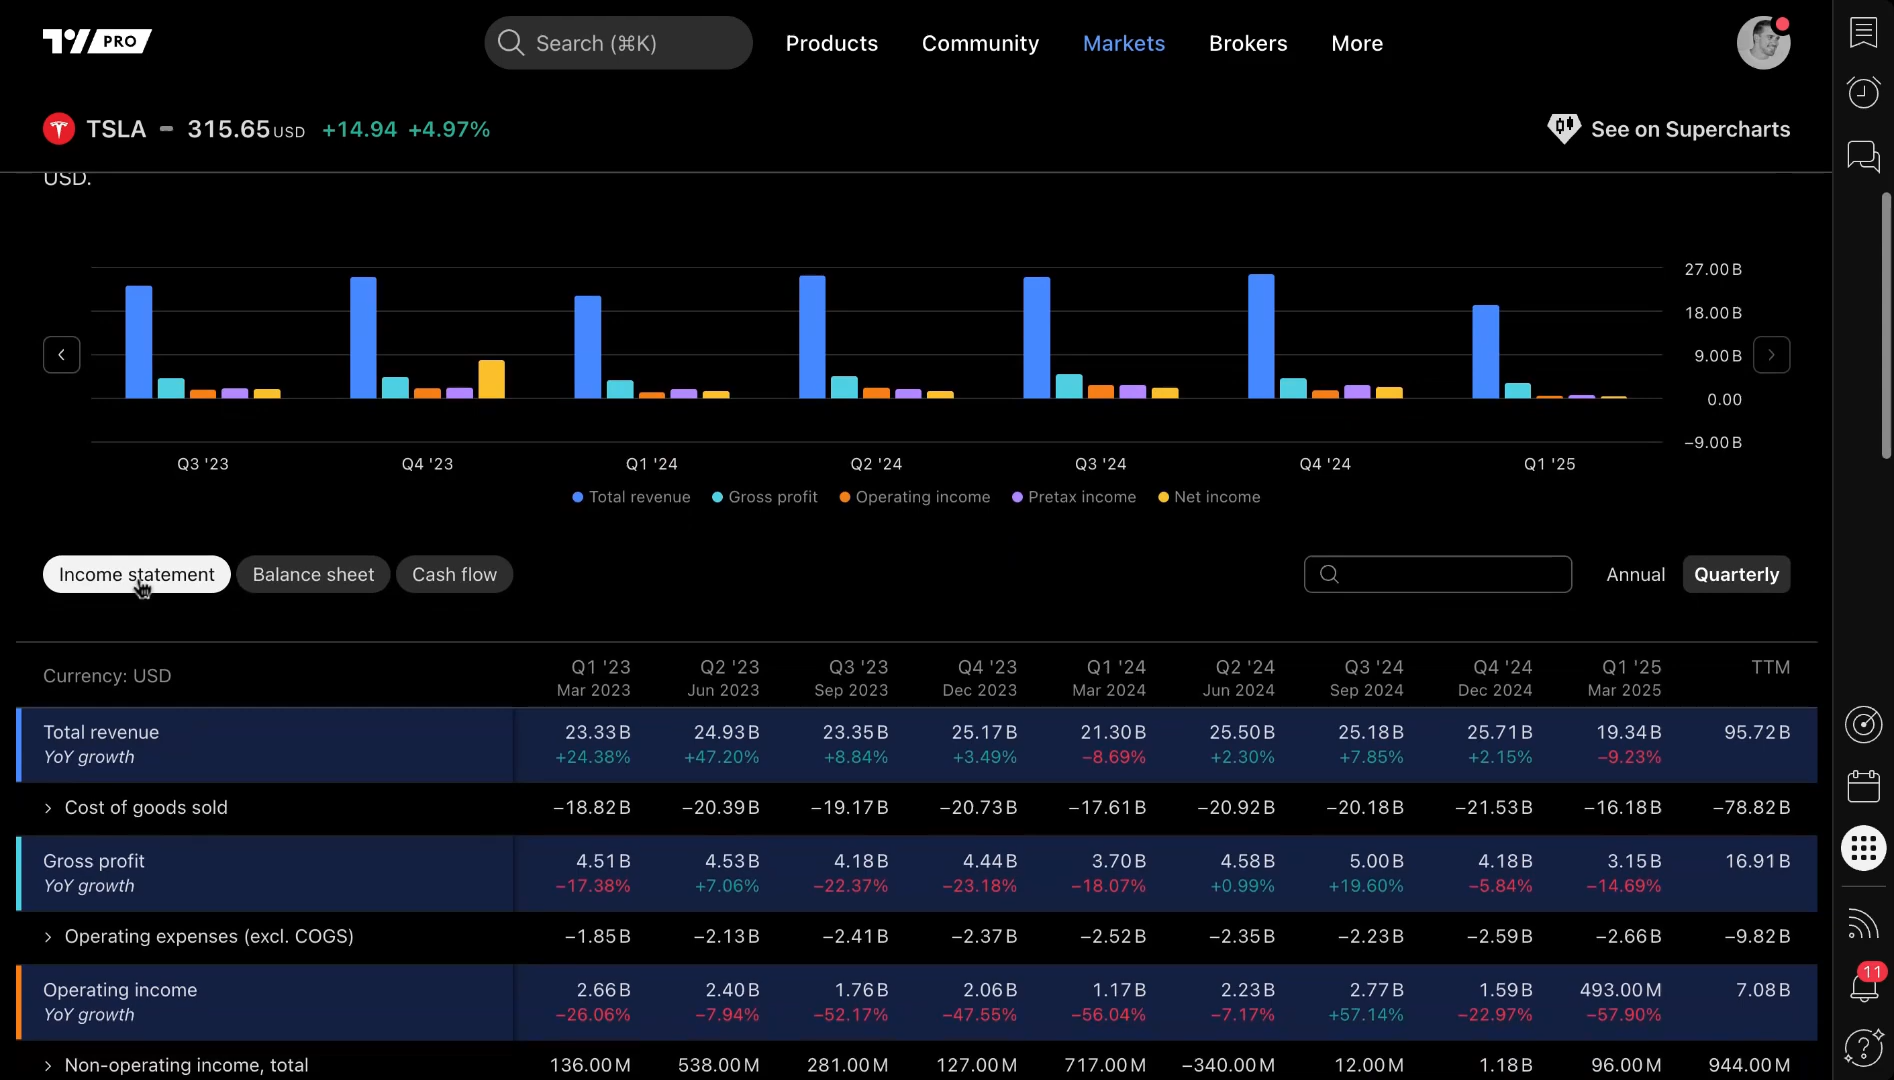 PRO
Search (⌘K)
Products
Community
Markets
Brokers
More
TSLA 315.65 USD +14.94 +4.97%
See on Supercharts
USD.
27.00 B
18.00 B
9.00 B
0.00
−9.00 B
Q3 '23 Q4 '23 Q1 '24 Q2 '24 Q3 '24 Q4 '24 Q1 '25
Total revenue Gross profit Operating income Pretax income Net income
Income statement Balance sheet Cash flow
Annual Quarterly
Q1 '23 Q2 '23 Q3 '23 Q4 '23 Q1 '24 Q2 '24 Q3 '24 Q4 '24 Q1 '25 TTM
Currency: USD
Mar 2023 Jun 2023 Sep 2023 Dec 2023 Mar 2024 Jun 2024 Sep 2024 Dec 2024 Mar 2025
Total revenue 23.33 B 24.93 B 23.35 B 25.17 B 21.30 B 25.50 B 25.18 B 25.71 B 19.34 B 95.72 B
YoY growth +24.38% +47.20% +8.84% +3.49% −8.69% +2.30% +7.85% +2.15% −9.23%
Cost of goods sold −18.82 B −20.39 B −19.17 B −20.73 B −17.61 B −20.92 B −20.18 B −21.53 B −16.18 B −78.82 B
Gross profit 4.51 B 4.53 B 4.18 B 4.44 B 3.70 B 4.58 B 5.00 B 4.18 B 3.15 B 16.91 B
YoY growth −17.38% +7.06% −22.37% −23.18% −18.07% +0.99% +19.60% −5.84% −14.69%
Operating expenses (excl. COGS) −1.85 B −2.13 B −2.41 B −2.37 B −2.52 B −2.35 B −2.23 B −2.59 B −2.66 B −9.82 B
Operating income 2.66 B 2.40 B 1.76 B 2.06 B 1.17 B 2.23 B 2.77 B 1.59 B 493.00 M 7.08 B
YoY growth −26.06% −7.94% −52.17% −47.55% −56.04% −7.17% +57.14% −22.97% −57.90%
11
Non-operating income, total 136.00 M 538.00 M 281.00 M 127.00 M 717.00 M −340.00 M 12.00 M 1.18 B 96.00 M 944.00 M